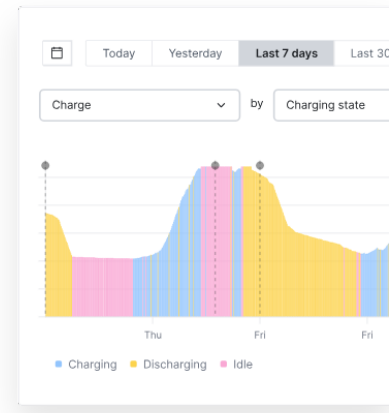 Today Yesterday Last 7 days Last 30
Charge by Charging state
Thu Fri Fri
Charging Discharging Idle